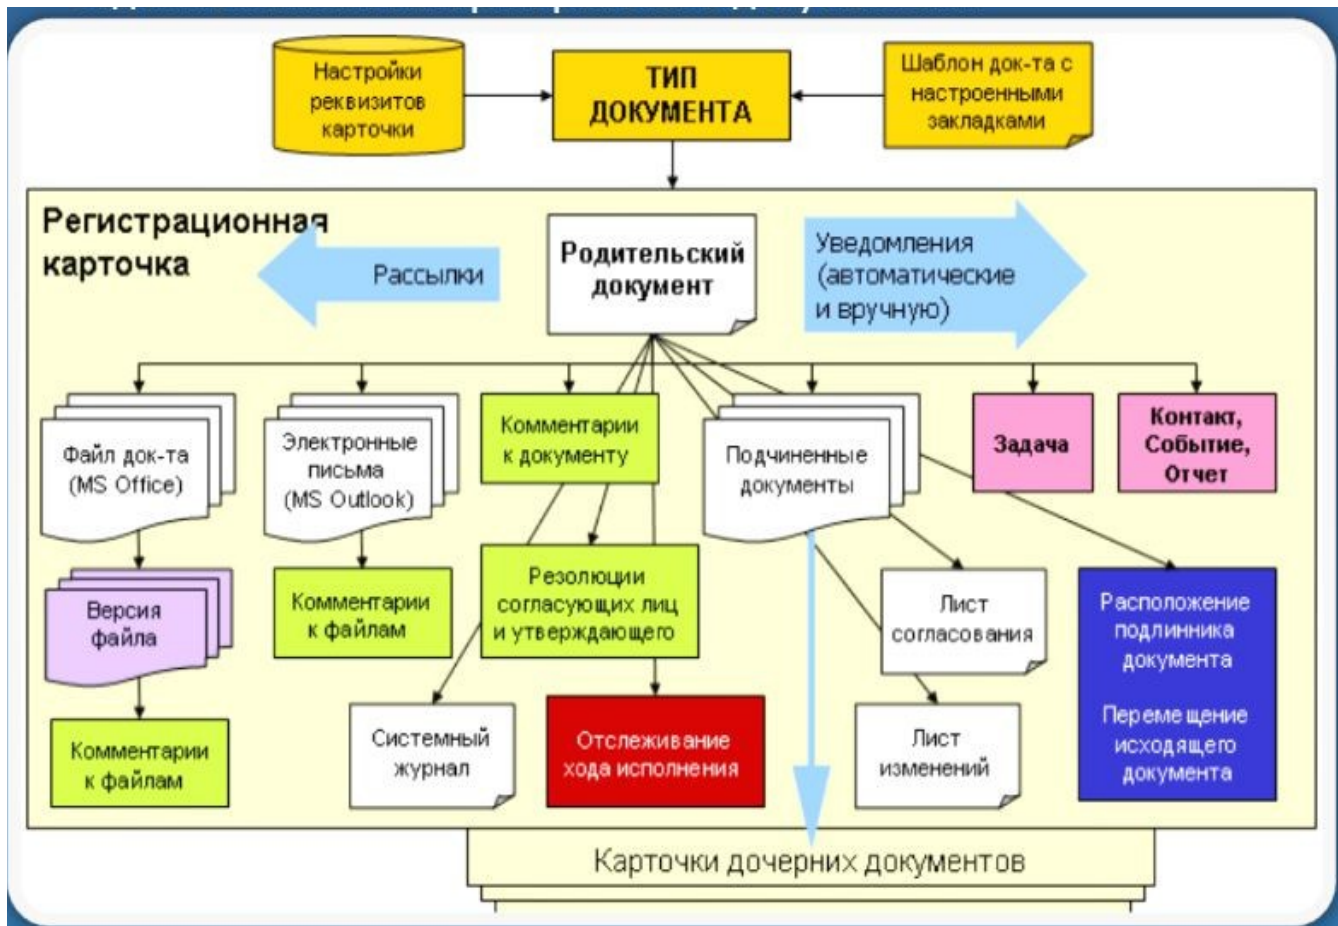 Настройки
реквизитов
карточки
ТИП
ДОКУМЕНТА
Шаблон док-та с
настроенными
закладками
Регистрационная
карточка
Рассылки
Родительский
документ
Уведомления
(автоматические
и вручную)
Файл док-та
(MS Office)
Электронные
письма
(MS Outlook)
Комментарии
к документу
Подчиненные
документы
Задача
Контакт,
Событие,
Отчет
Версия
файла
Комментарии
к файлам
Резолюции
согласующих лиц
и утверждающего
Лист
согласования
Расположение
подлинника
документа
Перемещение
исходящего
документа
Комментарии
к файлам
Системный
журнал
Отслеживание
хода исполнения
Лист
изменений
Карточки дочерних документов